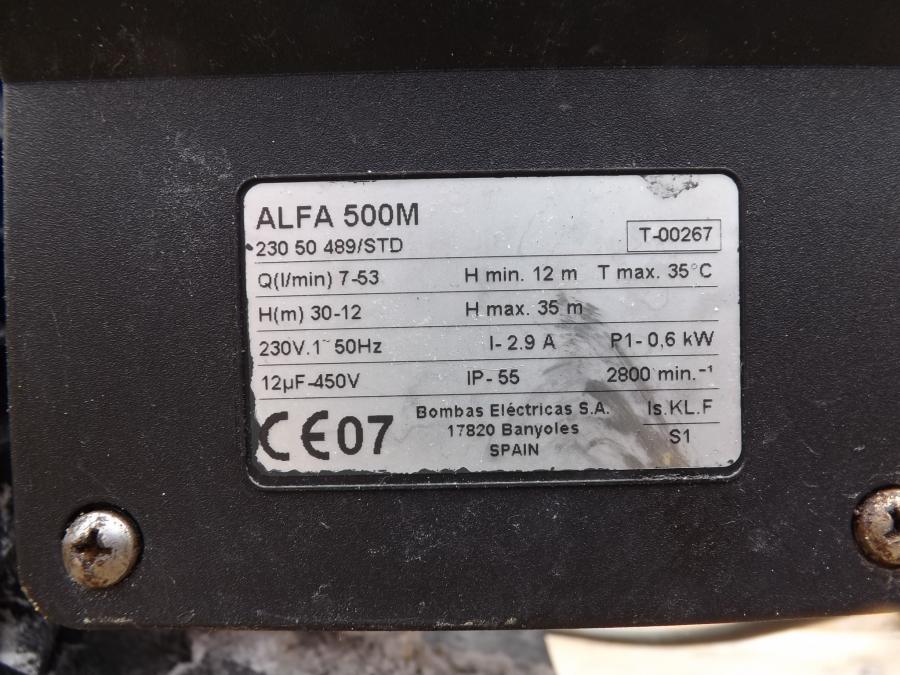 ALFA 500M
230 50 489/STD
T-00267
Q(l/min) 7-53 H min. 12 m T max. 35°C
H(m) 30-12 H max. 35 m
230V.1~50Hz I- 2.9 A P1- 0,6 kW
12µF-450V IP- 55 2800 min.-¹
CE07
Bombas Eléctricas S.A.
17820 Banyoles
SPAIN
Is.KL.F
S1